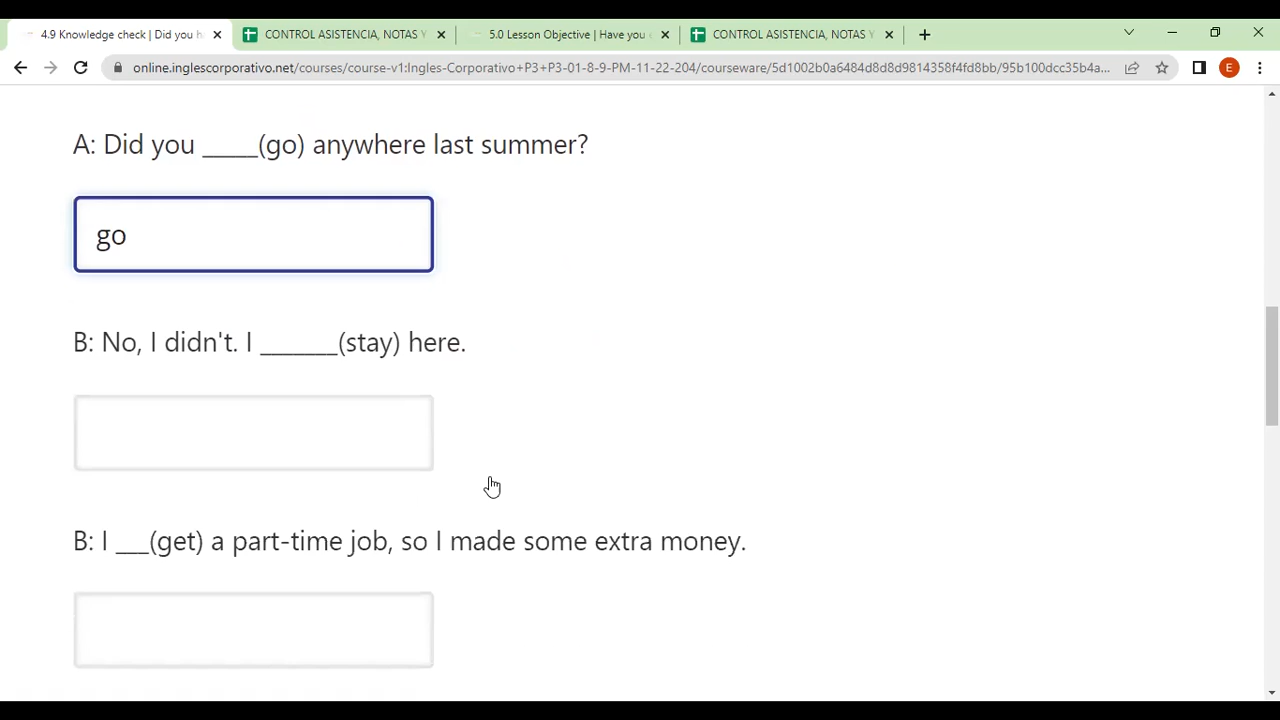 4.9 Knowledge check | Did you h
CONTROL ASISTENCIA, NOTAS Y
5.0 Lesson Objective | Have you
CONTROL ASISTENCIA, NOTAS Y
online.inglescorporativo.net/courses/course-v1:Ingles-Corporativo+P3+P3-01-8-9-PM-11-22-204/courseware/5d1002b0a6484d8d8d9814358f4fd8bb/95b100dcc35b4a...
E
A: Did you _____(go) anywhere last summer?
go
B: No, I didn't. I _______(stay) here.
B: I ___(get) a part-time job, so I made some extra money.